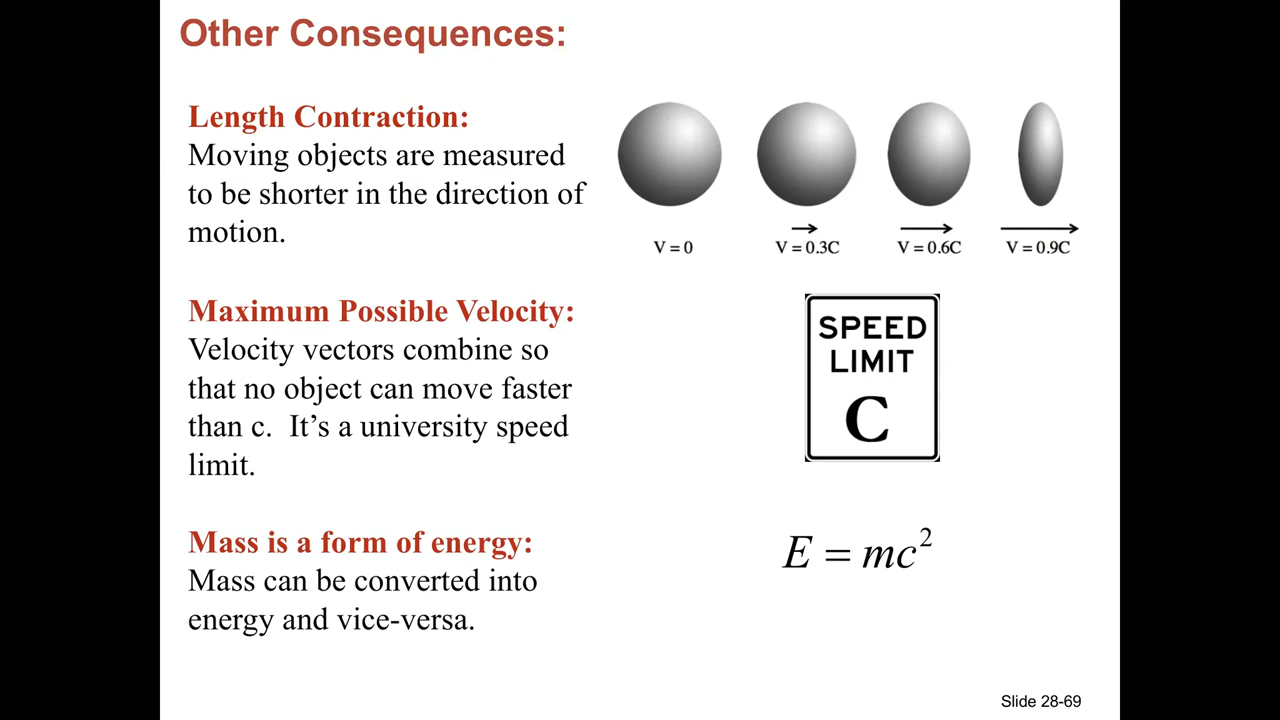 Other Consequences:
Length Contraction:
Moving objects are measured
to be shorter in the direction of
motion.
V = 0
V = 0.3C
V = 0.6C
V = 0.9C
Maximum Possible Velocity:
Velocity vectors combine so
that no object can move faster
than c.  It’s a university speed
limit.
SPEED
LIMIT
C
Mass is a form of energy:
Mass can be converted into
energy and vice-versa.
E = mc²
Slide 28-69